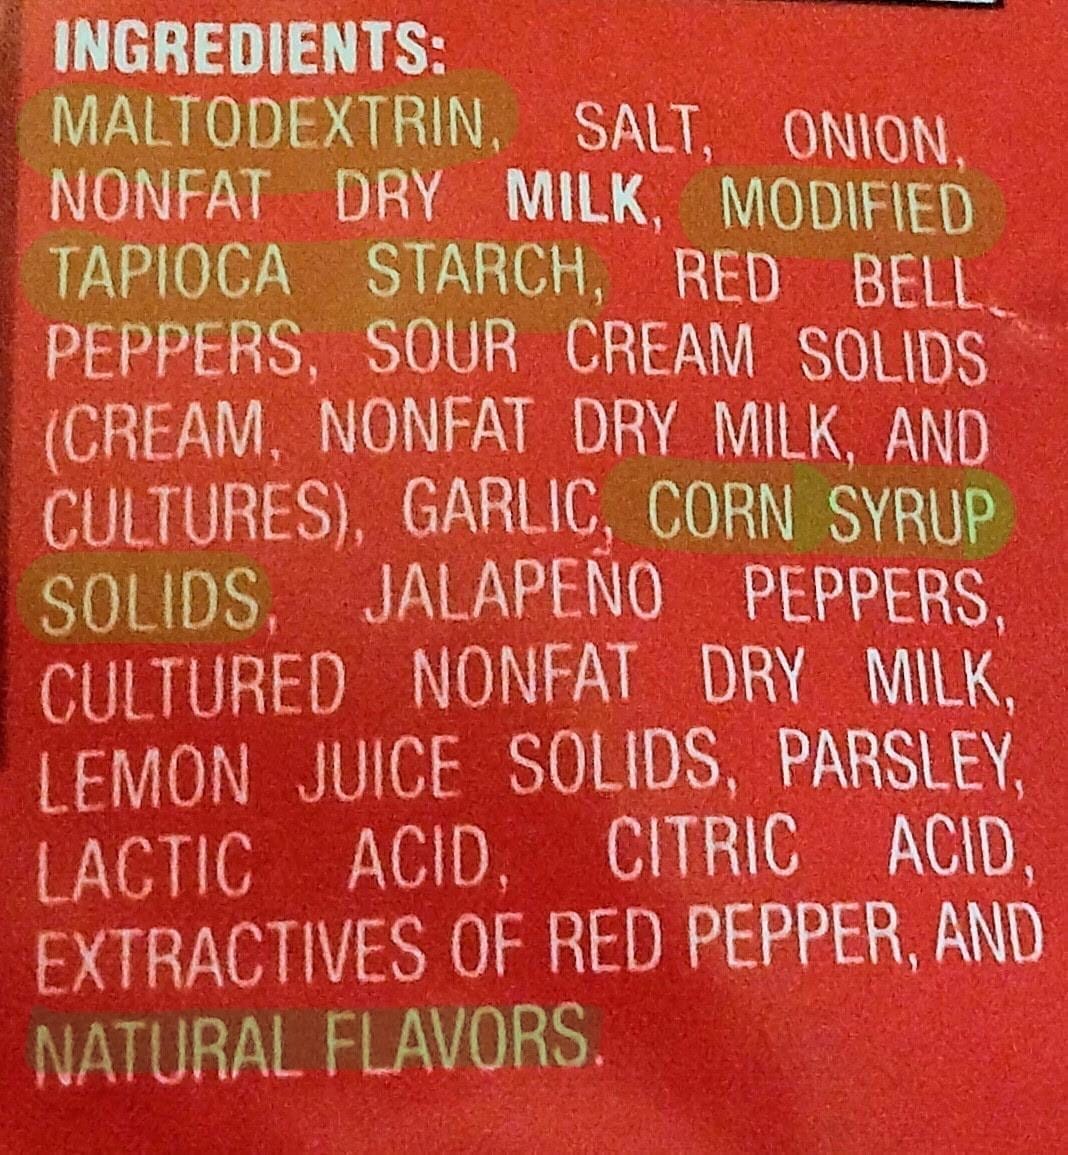 INGREDIENTS:
MALTODEXTRIN, SALT, ONION,
NONFAT DRY MILK, MODIFIED
TAPIOCA STARCH, RED BELL
PEPPERS, SOUR CREAM SOLIDS
(CREAM, NONFAT DRY MILK, AND
CULTURES), GARLIC, CORN SYRUP
SOLIDS, JALAPEÑO PEPPERS,
CULTURED NONFAT DRY MILK,
LEMON JUICE SOLIDS, PARSLEY,
LACTIC ACID, CITRIC ACID,
EXTRACTIVES OF RED PEPPER, AND
NATURAL FLAVORS.